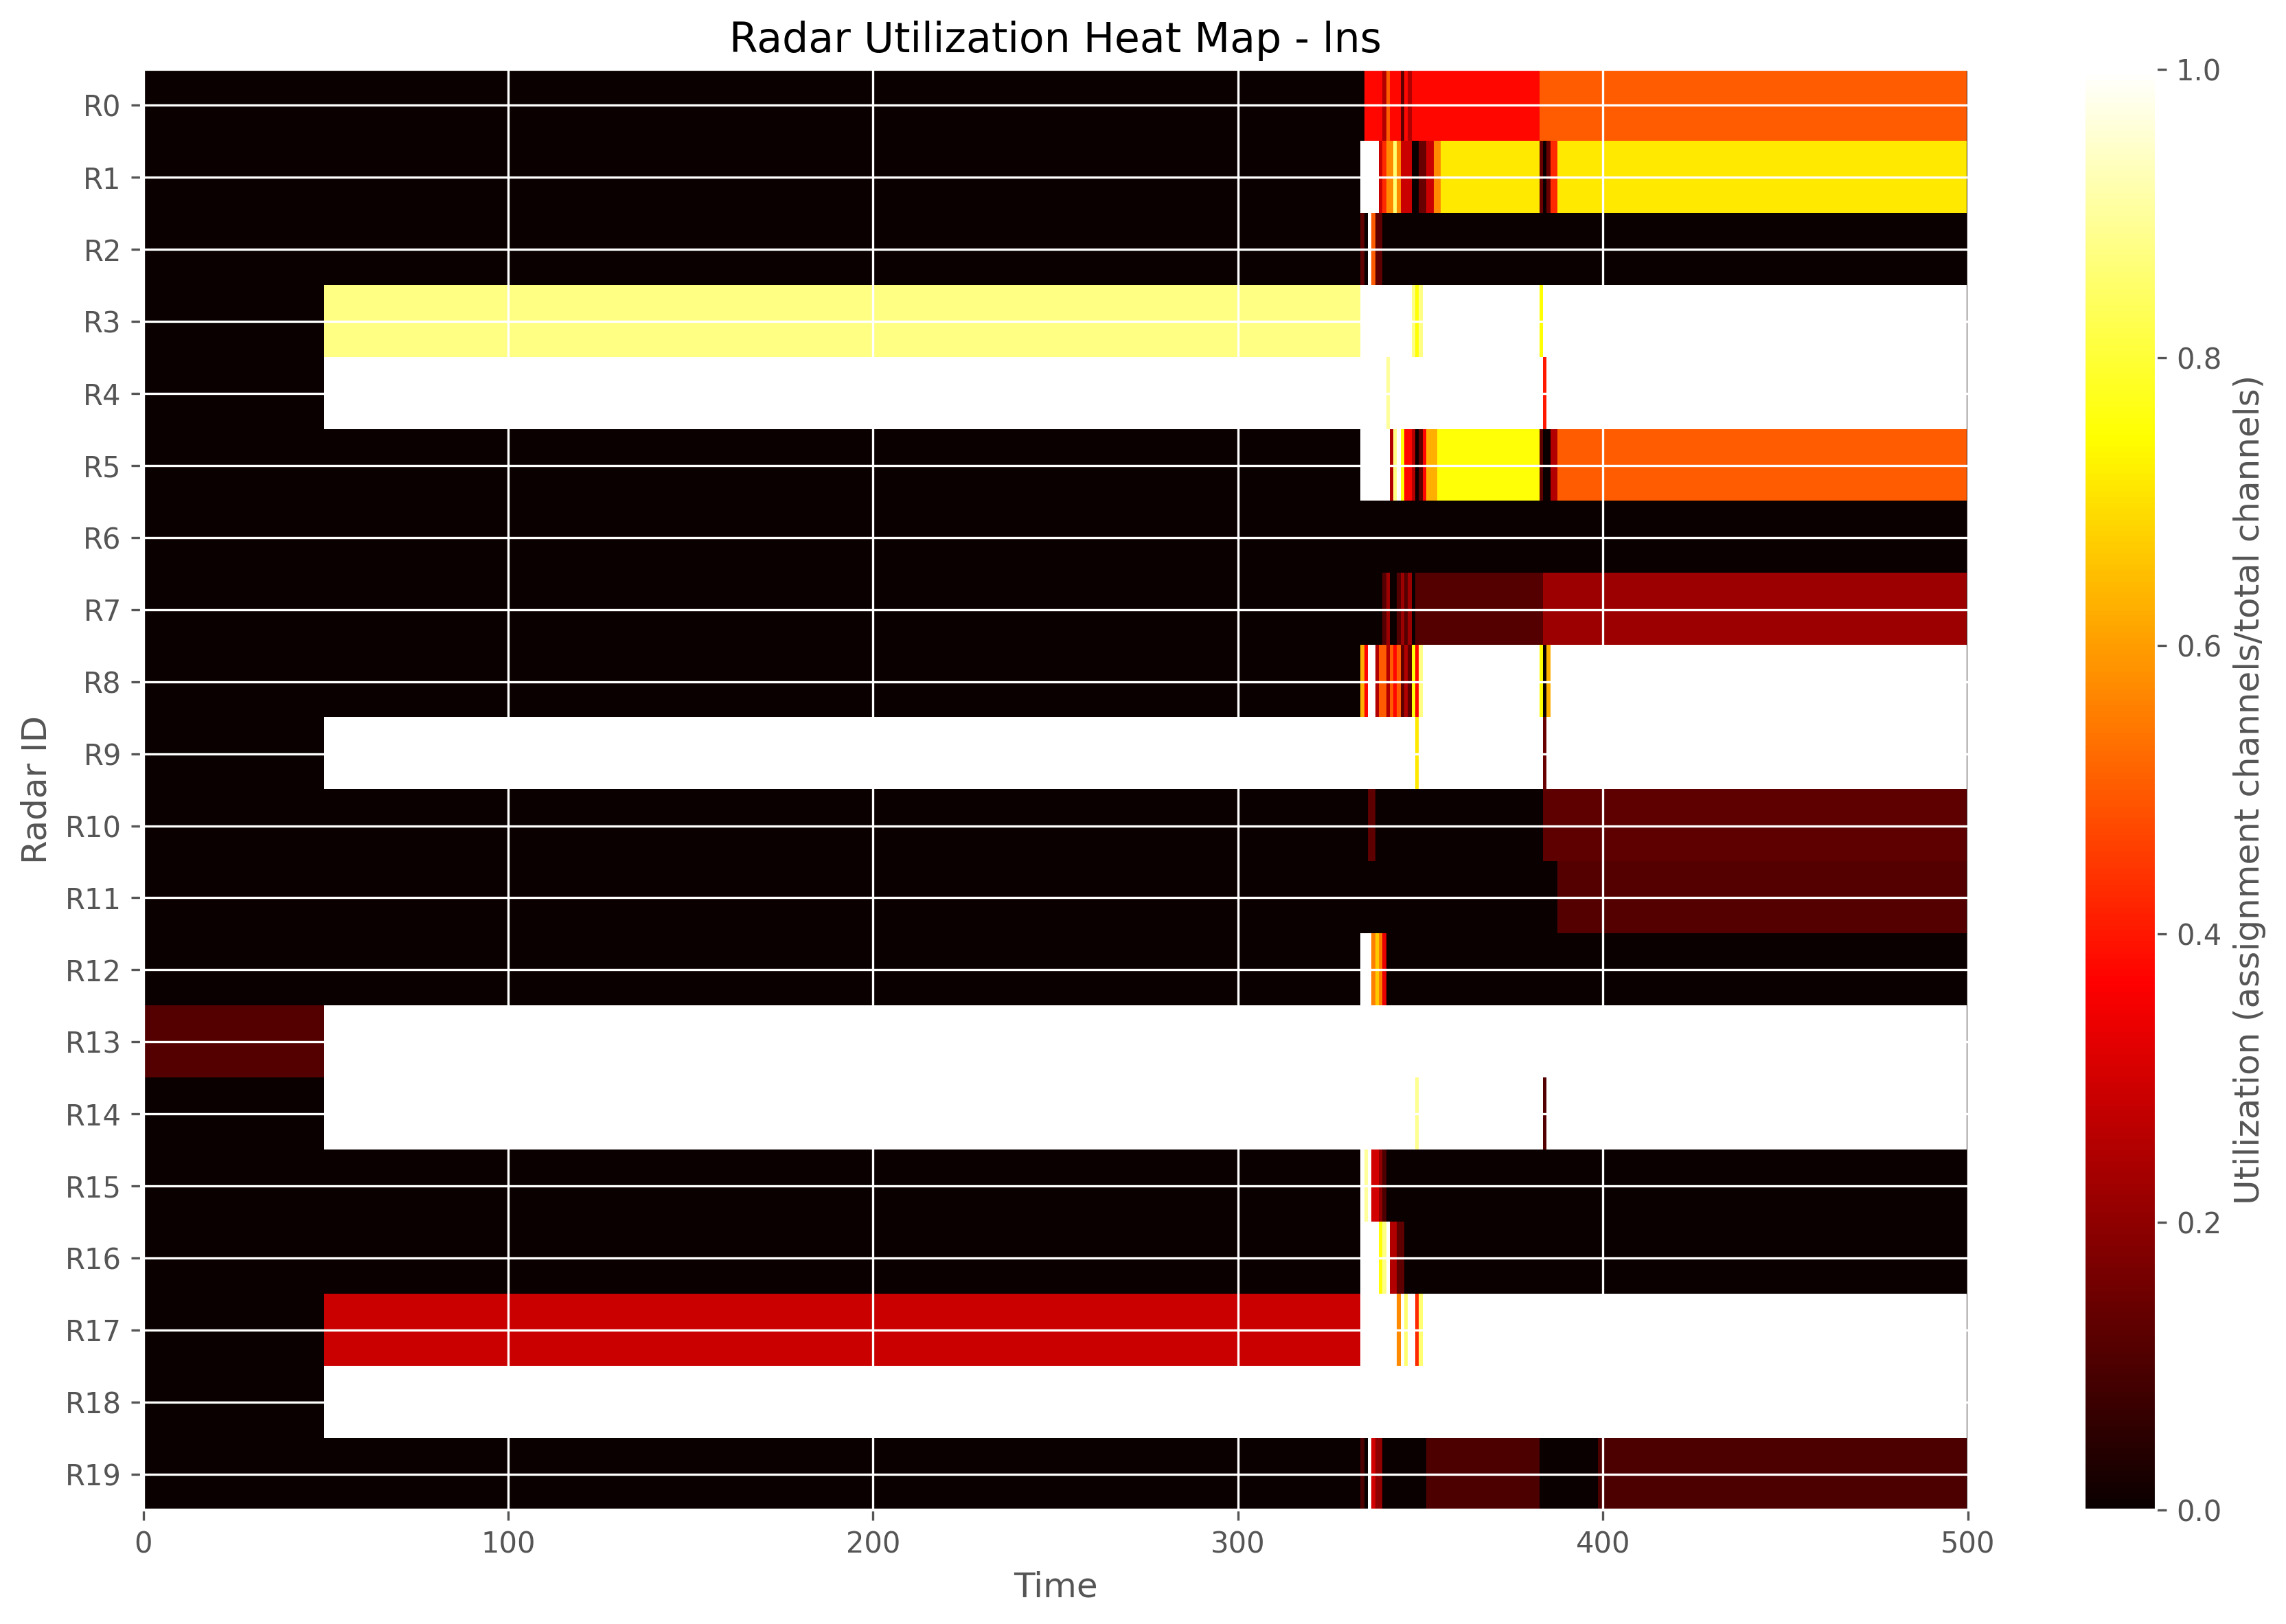 Radar Utilization Heat Map - lns
Radar ID
R0
R1
R2
R3
R4
R5
R6
R7
R8
R9
R10
R11
R12
R13
R14
R15
R16
R17
R18
R19
0
100
200
300
400
500
Time
1.0
0.8
0.6
0.4
0.2
0.0
Utilization (assignment channels/total channels)